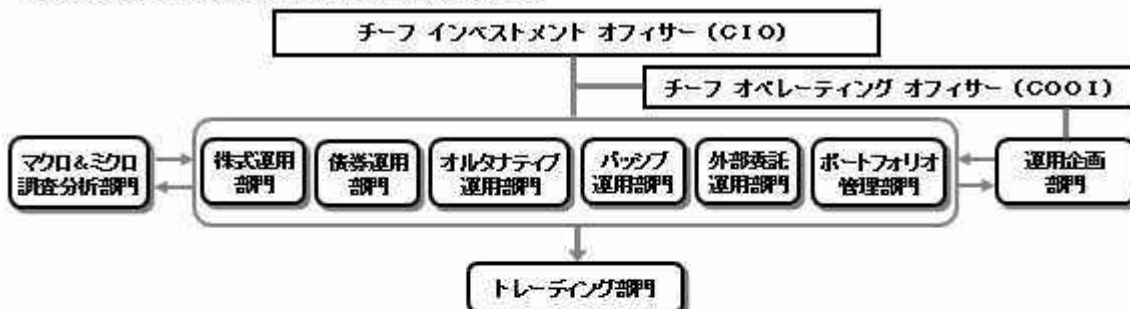 チーフ インベストメント オフィサー (CIO)
チーフ オペレーティング オフィサー (COOI)
マクロ&ミクロ
調査分析部門
株式運用
部門
債券運用
部門
オルタナティブ
運用部門
パッシブ
運用部門
外部委託
運用部門
ポートフォリオ
管理部門
運用企画
部門
トレーディング部門